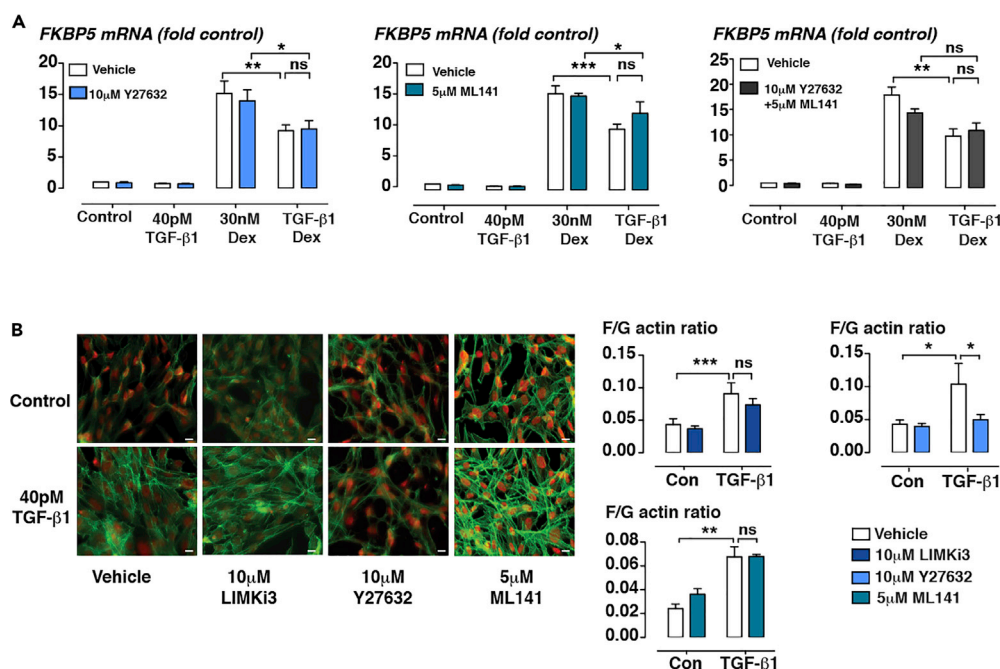 A
FKBP5 mRNA (fold control)
20
15
10
5
0
Vehicle
10μM Y27632
**
*
ns
Control
40pM
TGF-β1
30nM
Dex
TGF-β1
Dex
FKBP5 mRNA (fold control)
20
15
10
5
0
Vehicle
5μM ML141
***
*
ns
Control
40pM
TGF-β1
30nM
Dex
TGF-β1
Dex
FKBP5 mRNA (fold control)
25
20
15
10
5
0
Vehicle
10μM Y27632
+5μM ML141
**
ns
ns
Control
40pM
TGF-β1
30nM
Dex
TGF-β1
Dex
B
Control
40pM
TGF-β1
Vehicle
10μM
LIMKi3
10μM
Y27632
5μM
ML141
F/G actin ratio
0.15
0.10
0.05
0.00
***
ns
Con
TGF-β1
F/G actin ratio
0.15
0.10
0.05
0.00
*
*
Con
TGF-β1
F/G actin ratio
0.08
0.06
0.04
0.02
0.00
**
ns
Con
TGF-β1
Vehicle
10μM LIMKi3
10μM Y27632
5μM ML141